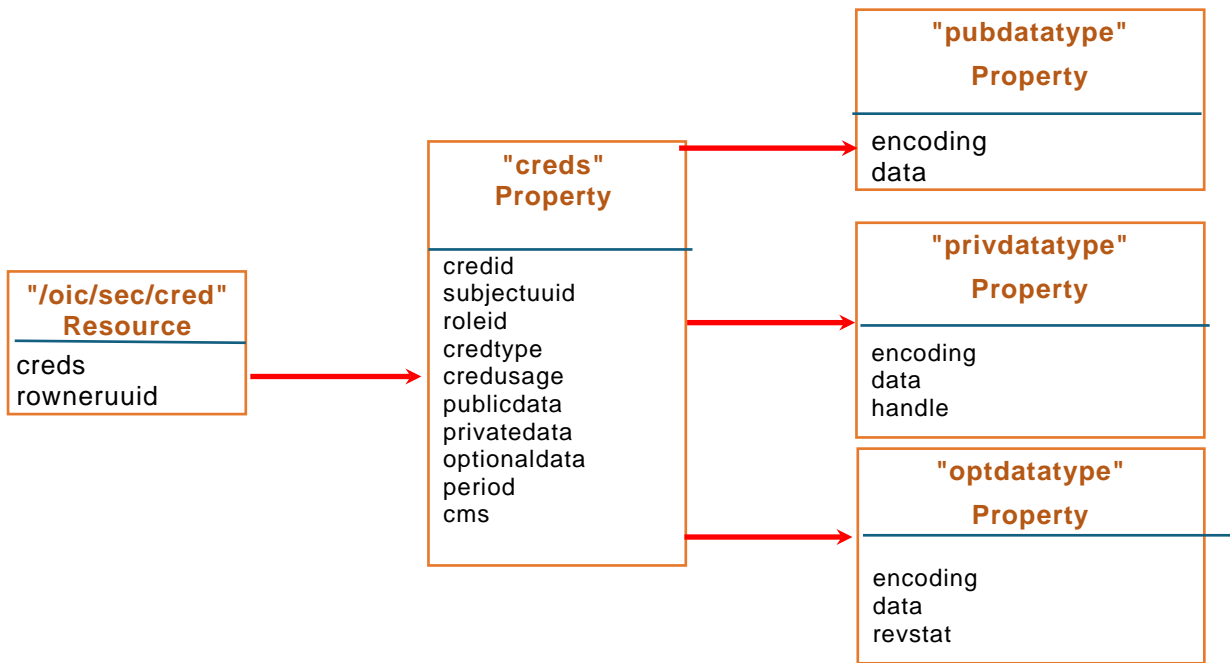 "/oic/sec/cred"
Resource
creds
rowneruuid
"creds"
Property
credid
subjectuuid
roleid
credtype
credusage
publicdata
privatedata
optionaldata
period
cms
"pubdatatype"
Property
encoding
data
"privdatatype"
Property
encoding
data
handle
"optdatatype"
Property
encoding
data
revstat